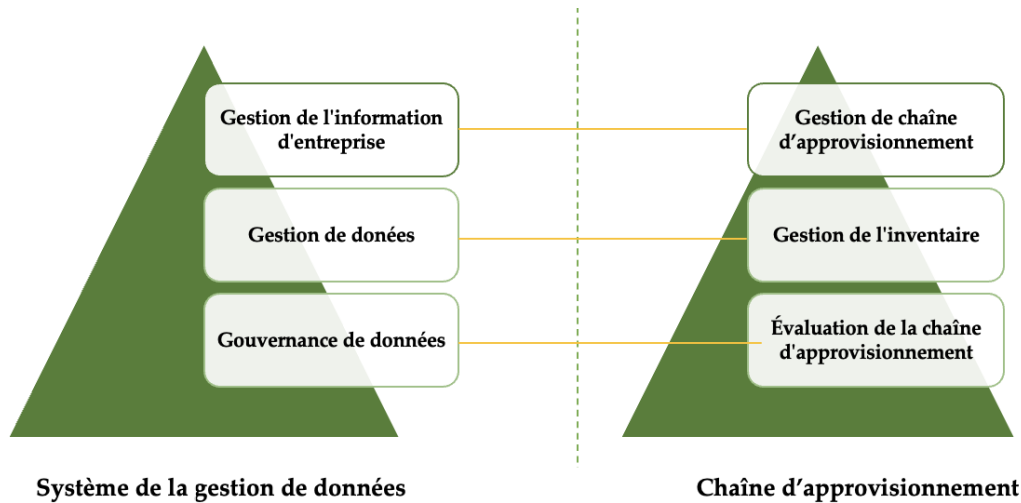 Gestion de l'information
d'entreprise
Gestion de chaîne
d’approvisionnement
Gestion de donées
Gestion de l'inventaire
Gouvernance de données
Évaluation de la chaîne
d'approvisionnement
Système de la gestion de données
Chaîne d’approvisionnement